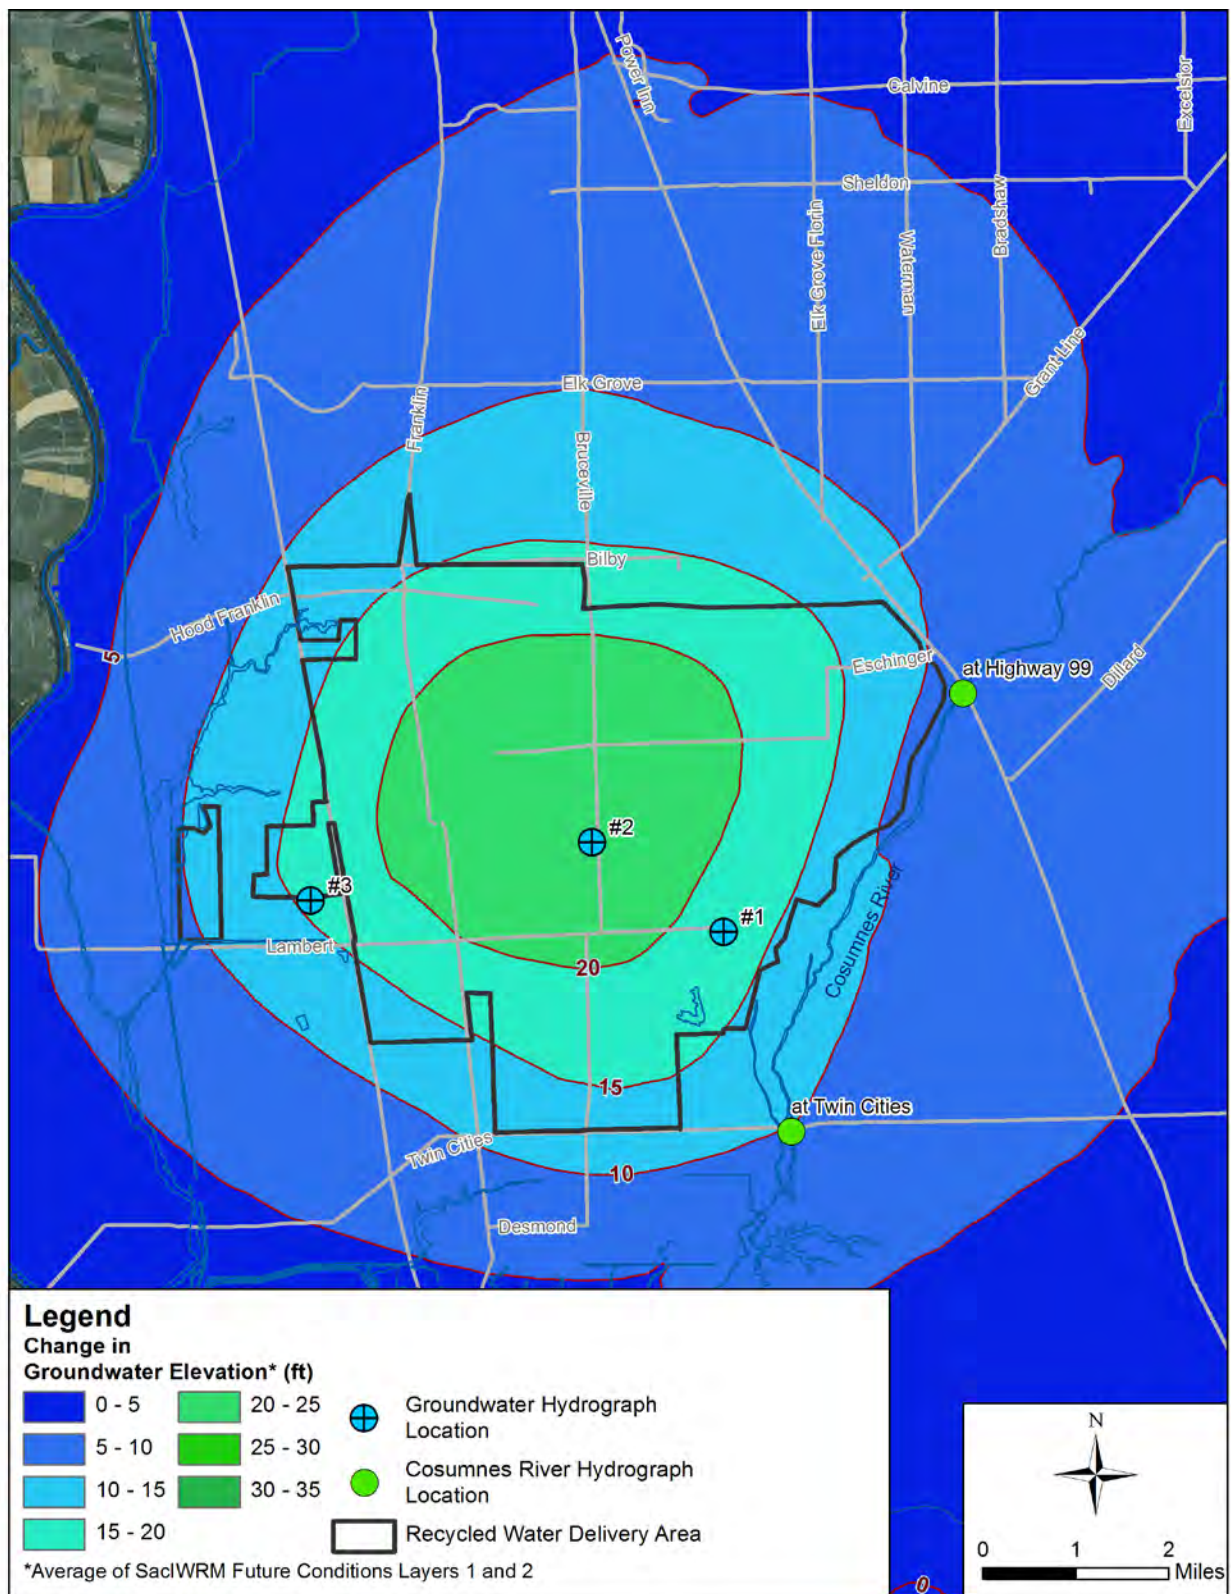 Power Inn
Calvine
Excelsior
Sheldon
Elk Grove Florin
Waterman
Bradshaw
Grant Line
Elk Grove
Franklin
Bruceville
Bilby
Hood Franklin
5
Eschinger
at Highway 99
Dillard
#2
#3
#1
Lambert
Cosumnes River
20
15
at Twin Cities
Twin Cities
10
Desmond
Legend
Change in
Groundwater Elevation* (ft)
0 - 5
5 - 10
10 - 15
15 - 20
20 - 25
25 - 30
30 - 35
Groundwater Hydrograph
Location
Cosumnes River Hydrograph
Location
Recycled Water Delivery Area
*Average of SacIWRM Future Conditions Layers 1 and 2
N
0 1 2
Miles
0